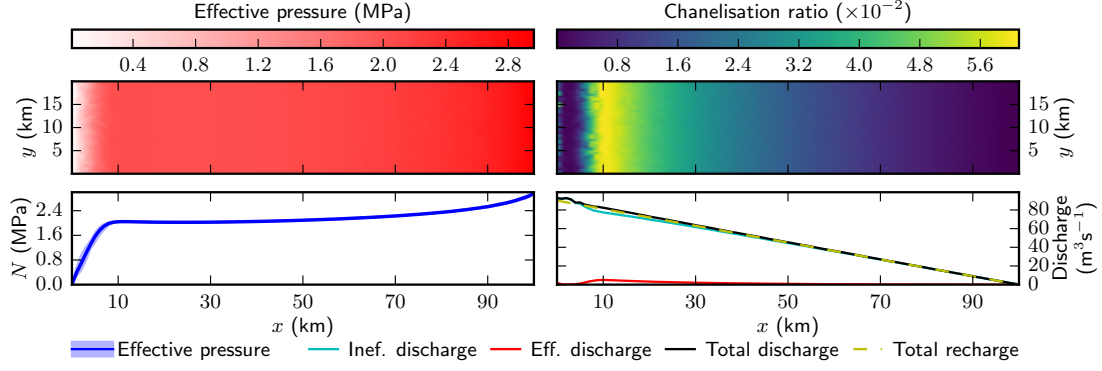 Effective pressure (MPa)
Chanelisation ratio (×10⁻²)
0.4 0.8 1.2 1.6 2.0 2.4 2.8
0.8 1.6 2.4 3.2 4.0 4.8 5.6
y (km)
15
10
5
15
10
5
y (km)
N (MPa)
2.4
1.6
0.8
0.0
10 30 50 70 90
x (km)
80
60
40
20
0
Discharge
(m³s⁻¹)
10 30 50 70 90
x (km)
Effective pressure Inef. discharge Eff. discharge Total discharge Total recharge